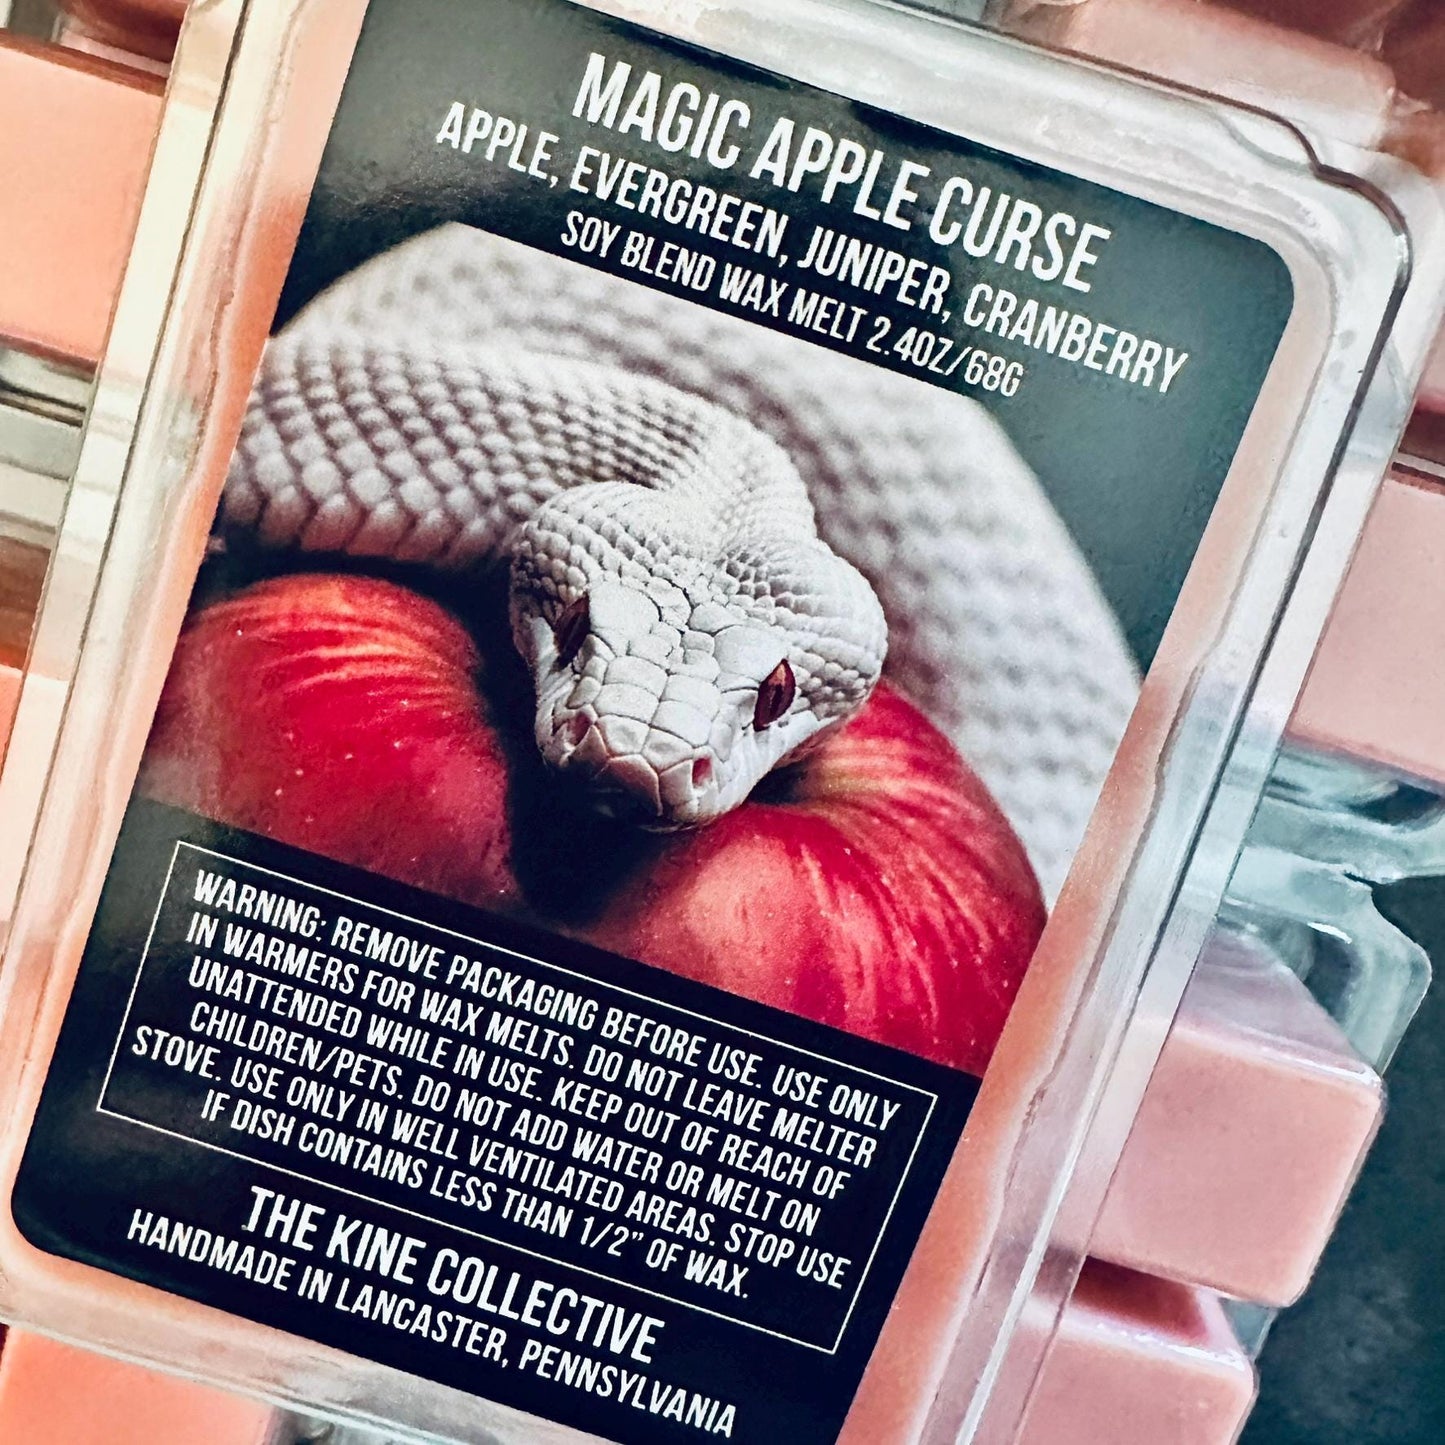 MAGIC APPLE CURSE
APPLE, EVERGREEN, JUNIPER, CRANBERRY
SOY BLEND WAX MELT 2.4OZ/68G
WARNING: REMOVE PACKAGING BEFORE USE. USE ONLY
IN WARMERS FOR WAX MELTS. DO NOT LEAVE MELTER
UNATTENDED WHILE IN USE. KEEP OUT OF REACH OF
CHILDREN/PETS. DO NOT ADD WATER OR MELT ON
STOVE. USE ONLY IN WELL VENTILATED AREAS. STOP USE
IF DISH CONTAINS LESS THAN 1/2” OF WAX.
THE KINE COLLECTIVE
HANDMADE IN LANCASTER, PENNSYLVANIA